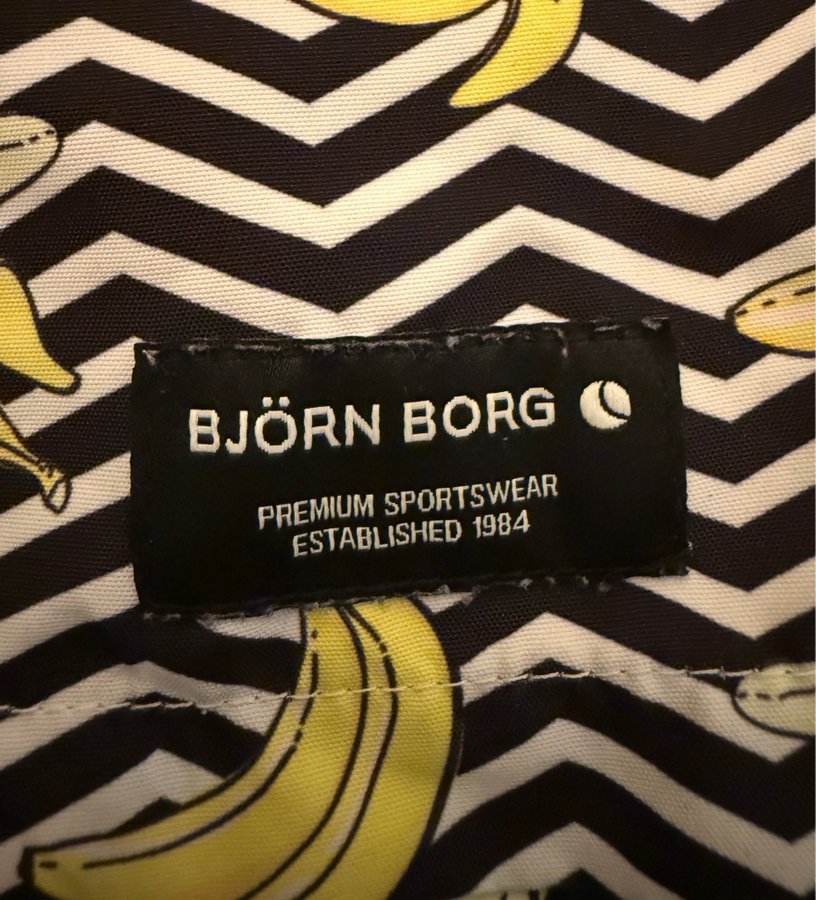 BJÖRN BORG
PREMIUM SPORTSWEAR
ESTABLISHED 1984